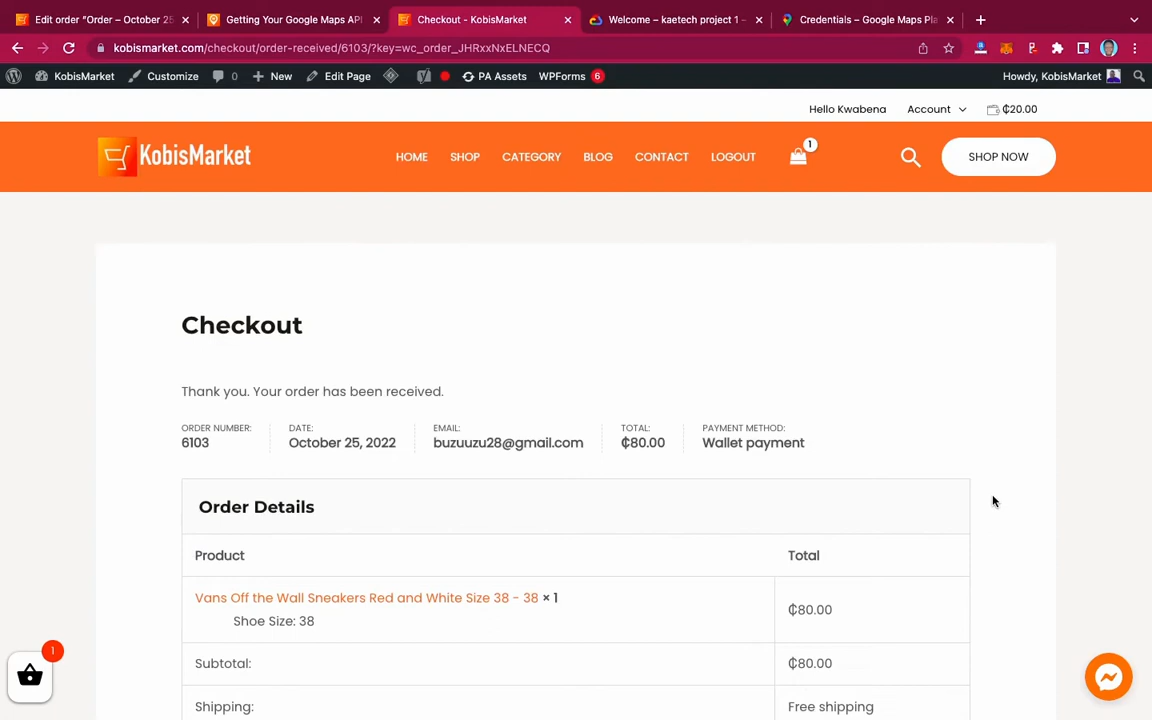 Edit order "Order – October 25
Getting Your Google Maps API
Checkout - KobisMarket
Welcome – kaetech project 1 –
Credentials – Google Maps Pla
kobismarket.com/checkout/order-received/6103/?key=wc_order_JHRxxNxELNECQ
KobisMarket
Customize
0
New
Edit Page
PA Assets
WPForms 6
Howdy, KobisMarket
Hello Kwabena
Account
₵20.00
KobisMarket
HOME
SHOP
CATEGORY
BLOG
CONTACT
LOGOUT
1
SHOP NOW
Checkout
Thank you. Your order has been received.
ORDER NUMBER:
6103
DATE:
October 25, 2022
EMAIL:
buzuuzu28@gmail.com
TOTAL:
₵80.00
PAYMENT METHOD:
Wallet payment
Order Details
Product
Total
Vans Off the Wall Sneakers Red and White Size 38 - 38 × 1
Shoe Size: 38
₵80.00
Subtotal:
₵80.00
Shipping:
Free shipping
1